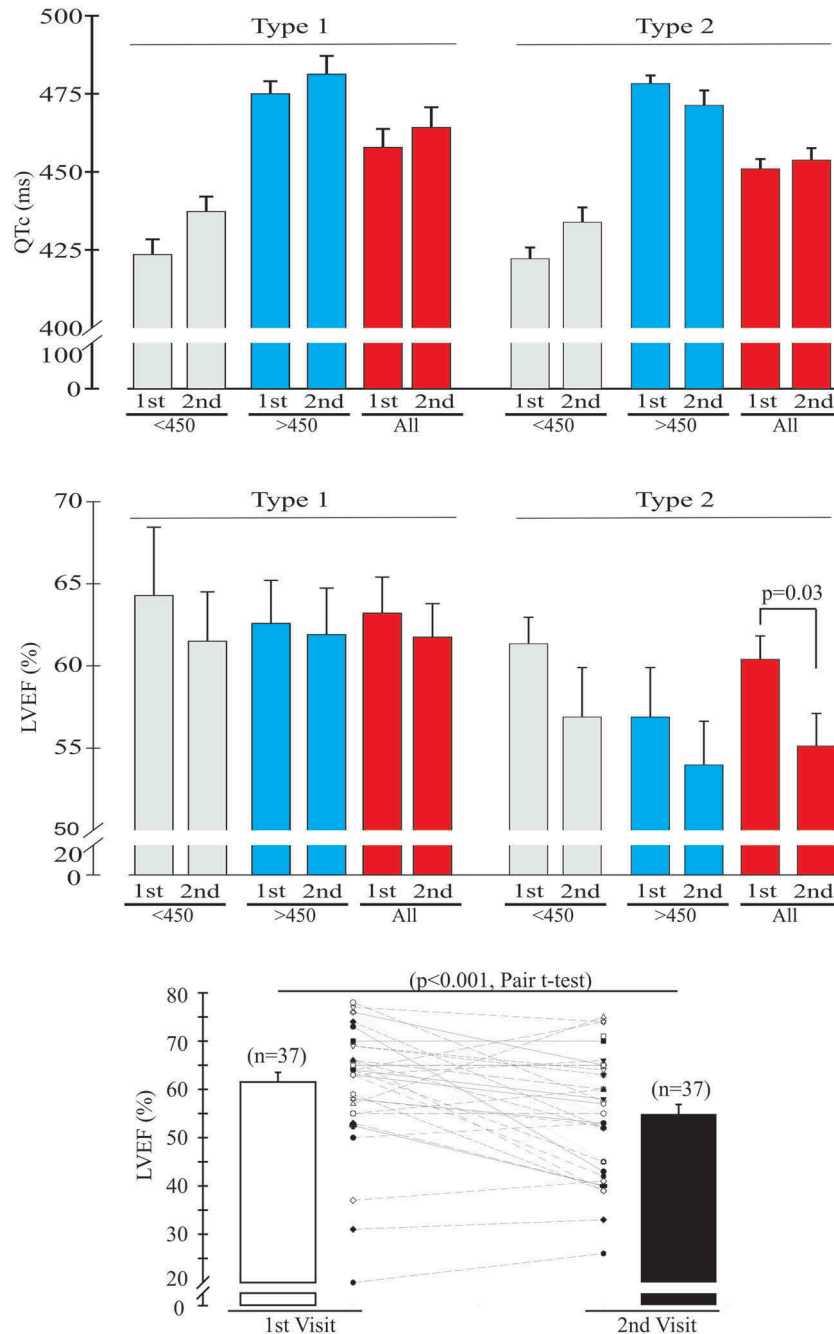 Type 1 Type 2
500
475
450
425
400
100
0
QTc (ms)
1st 2nd 1st 2nd 1st 2nd 1st 2nd 1st 2nd 1st 2nd
<450 >450 All <450 >450 All
Type 1 Type 2
70
65
60
55
50
20
0
LVEF (%)
p=0.03
1st 2nd 1st 2nd 1st 2nd 1st 2nd 1st 2nd 1st 2nd
<450 >450 All <450 >450 All
(p<0.001, Pair t-test)
80
70
60
50
40
30
20
0
LVEF (%)
(n=37) (n=37)
1st Visit 2nd Visit